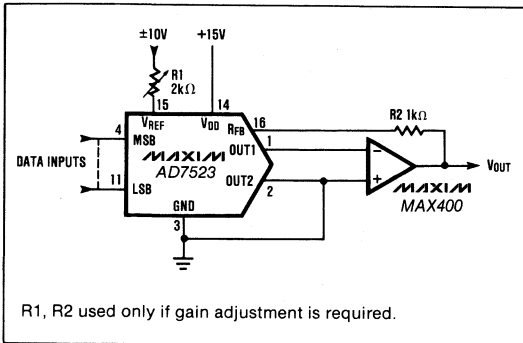 ±10V
+15V
R1
2kΩ
15
14
VREF
VDD
16
RFB
R2 1kΩ
4
MSB
OUT1
1
−
VOUT
DATA INPUTS
MAXIM
AD7523
+
11
LSB
OUT2
2
MAXIM
MAX400
GND
3
R1, R2 used only if gain adjustment is required.